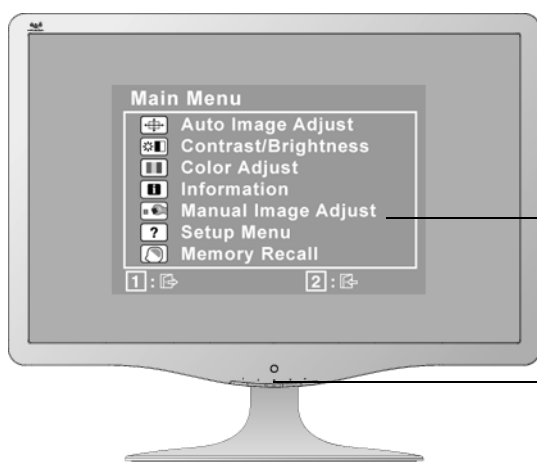 Main Menu
Auto Image Adjust
Contrast/Brightness
Color Adjust
Information
Manual Image Adjust
? Setup Menu
Memory Recall
1 : 2 :